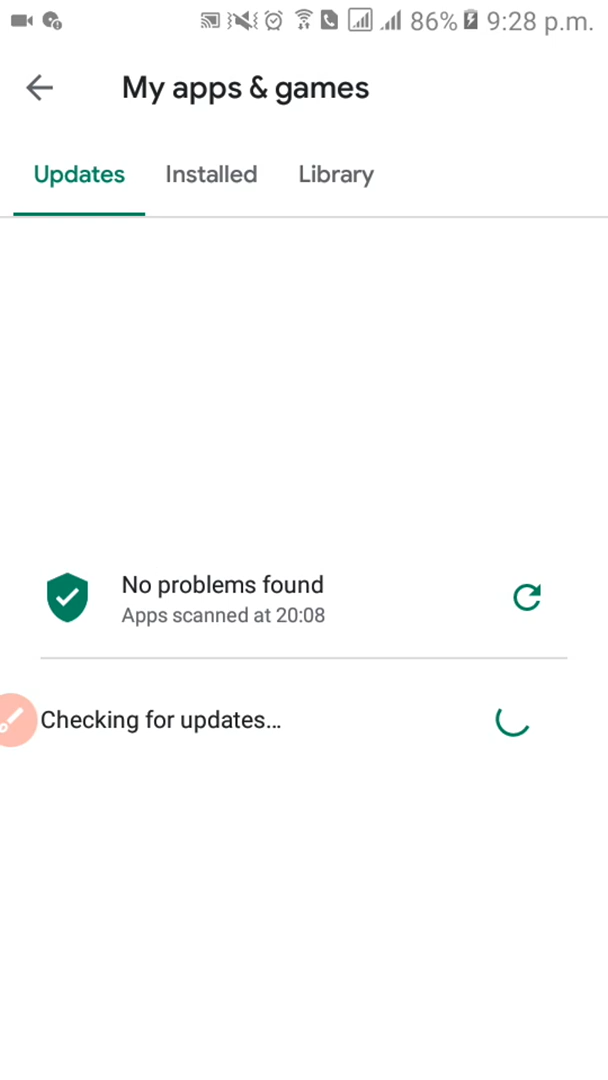 86% 9:28 p.m.
My apps & games
Updates Installed Library
No problems found
Apps scanned at 20:08
Checking for updates...